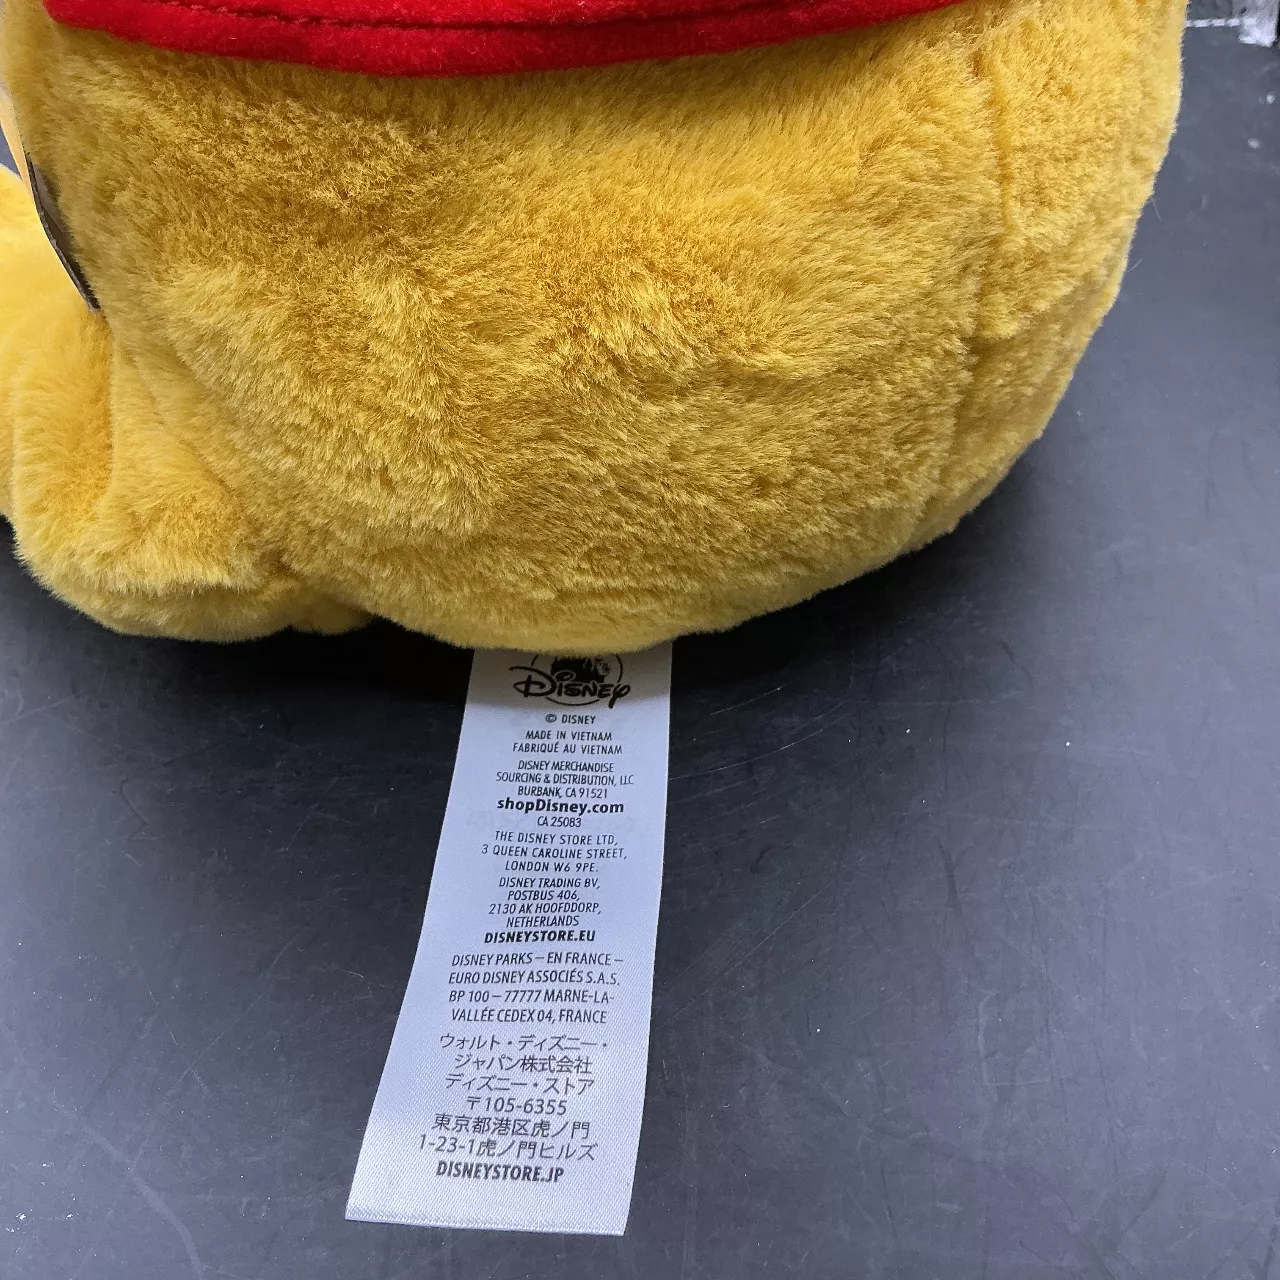 Disney
© DISNEY
MADE IN VIETNAM
FABRIQUÉ AU VIETNAM
DISNEY MERCHANDISE
SOURCING & DISTRIBUTION, LLC
BURBANK, CA 91521
shopDisney.com
CA 25083
THE DISNEY STORE LTD,
3 QUEEN CAROLINE STREET,
LONDON W6 9PE.
DISNEY TRADING BV,
POSTBUS 406,
2130 AK HOOFDDORP,
NETHERLANDS
DISNEYSTORE.EU
DISNEY PARKS – EN FRANCE –
EURO DISNEY ASSOCIÉS S.A.S.
BP 100 – 77777 MARNE-LA-
VALLÉE CEDEX 04, FRANCE
ウォルト・ディズニー・
ジャパン株式会社
ディズニー・ストア
〒105-6355
東京都港区虎ノ門
1-23-1虎ノ門ヒルズ
DISNEYSTORE.JP